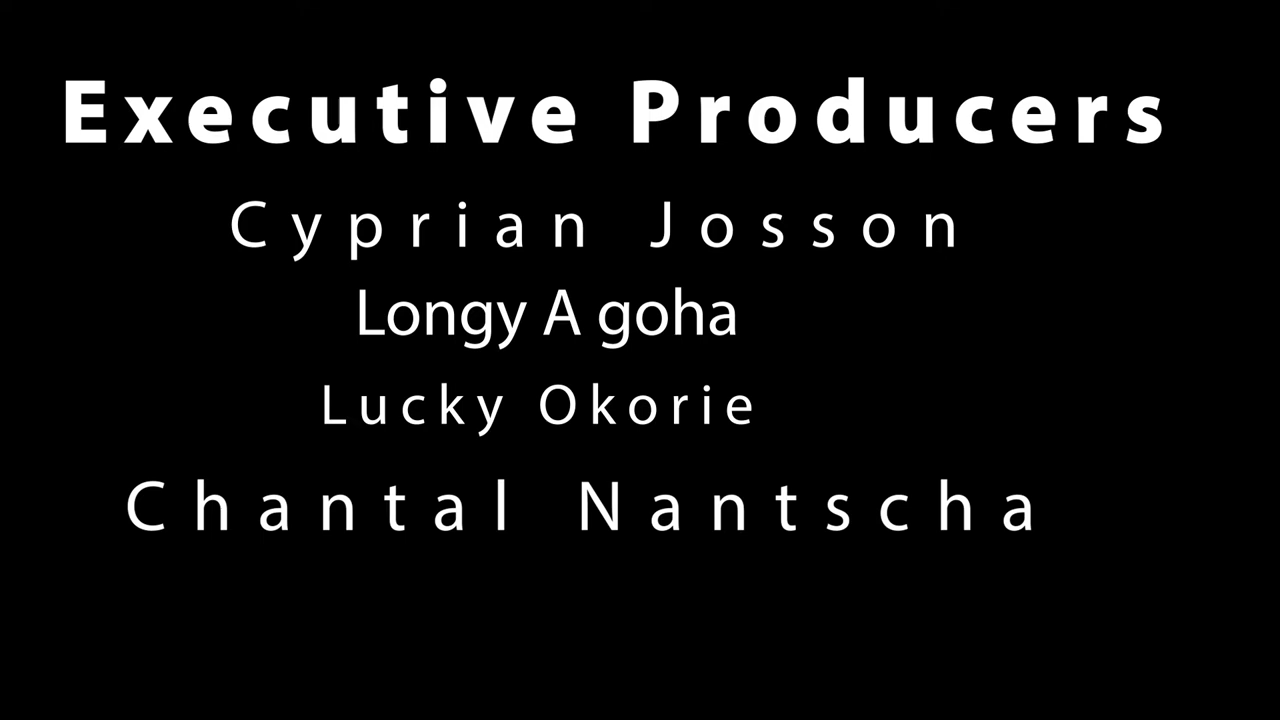 Executive Producers
Cyprian Josson
Longy A goha
Lucky Okorie
Chantal Nantscha